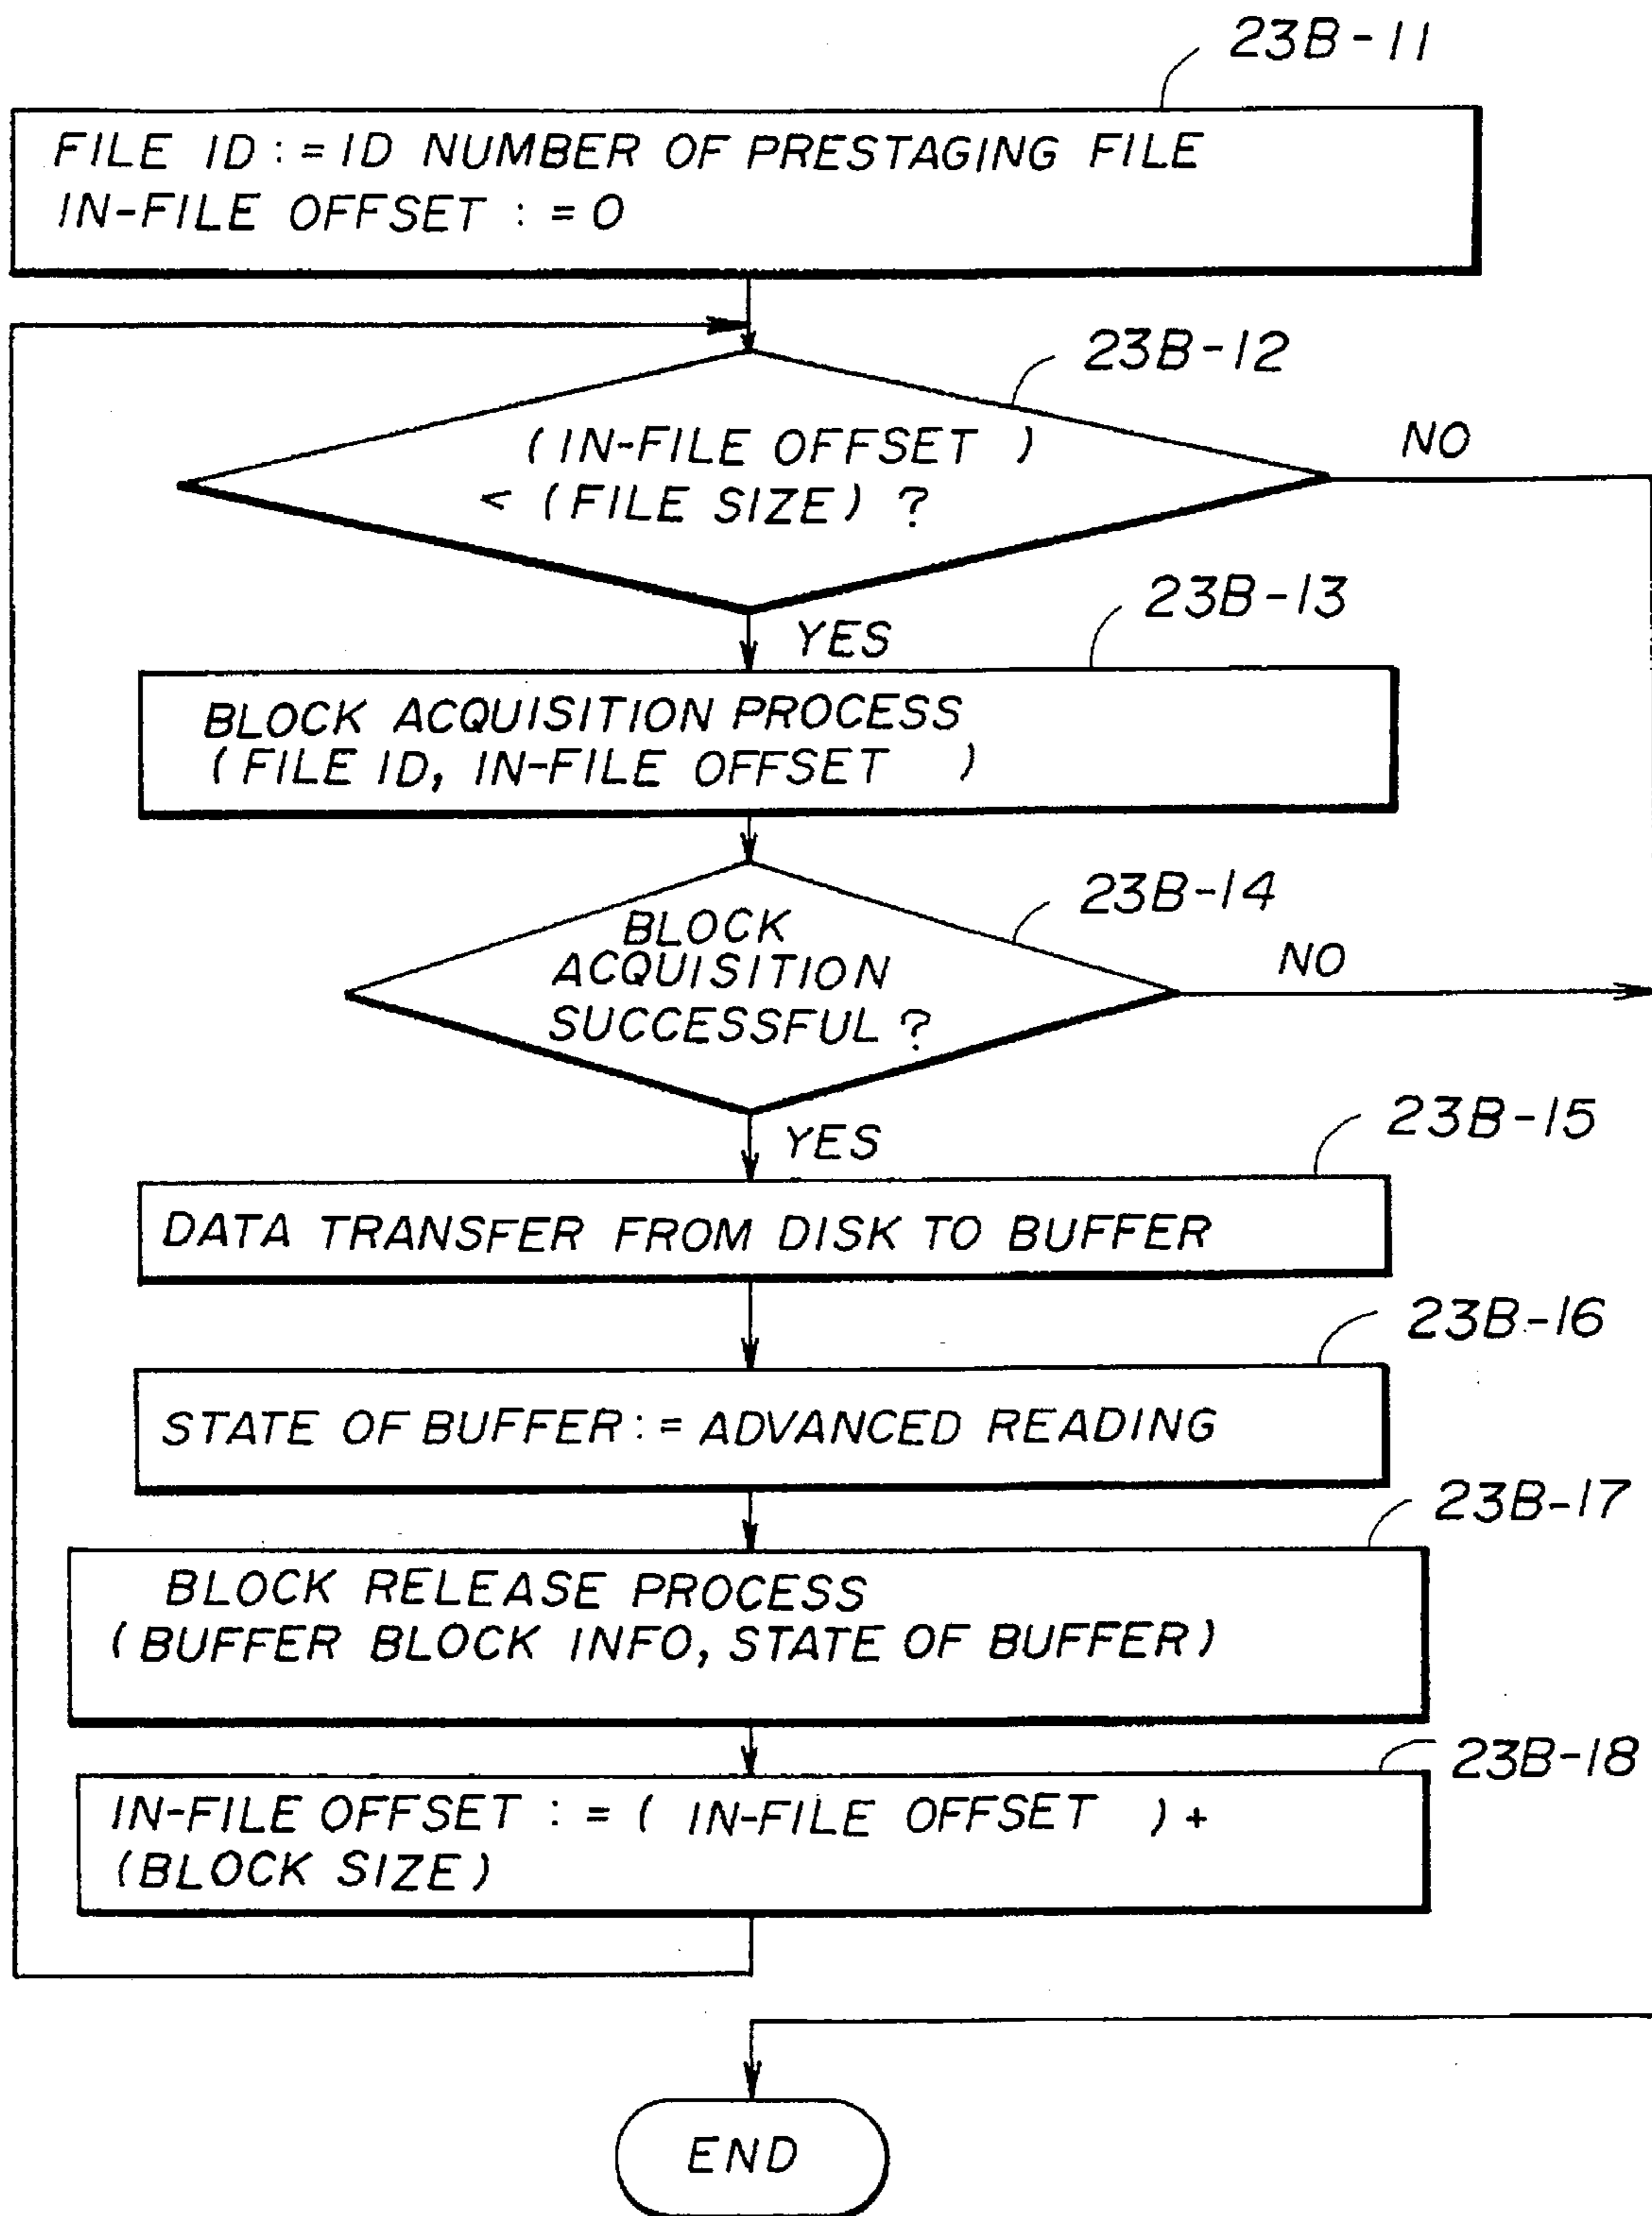 23B-11
FILE ID := ID NUMBER OF PRESTAGING FILE
IN-FILE OFFSET := 0
23B-12
(IN-FILE OFFSET )
< (FILE SIZE) ?
NO
YES
23B-13
BLOCK ACQUISITION PROCESS
(FILE ID, IN-FILE OFFSET )
23B-14
BLOCK
ACQUISITION
SUCCESSFUL ?
NO
YES
23B-15
DATA TRANSFER FROM DISK TO BUFFER
23B-16
STATE OF BUFFER := ADVANCED READING
23B-17
BLOCK RELEASE PROCESS
(BUFFER BLOCK INFO, STATE OF BUFFER)
23B-18
IN-FILE OFFSET := ( IN-FILE OFFSET ) +
(BLOCK SIZE)
END